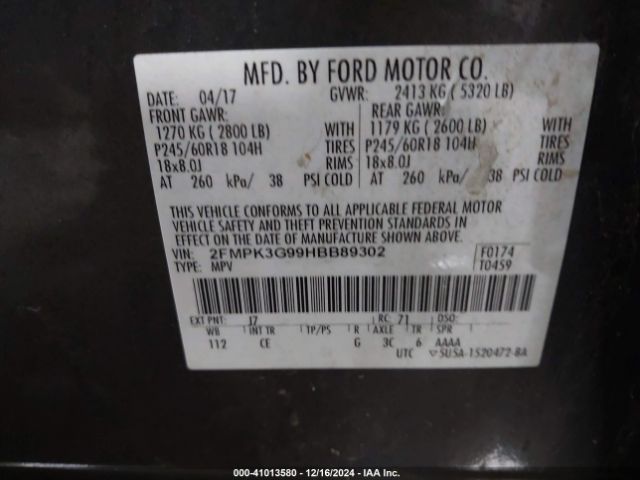 MFD. BY FORD MOTOR CO.
DATE: 04/17 GVWR: 2413 KG ( 5320 LB)
FRONT GAWR: REAR GAWR:
1270 KG ( 2800 LB) WITH 1179 KG ( 2600 LB) WITH
P245/60R18 104H TIRES P245/60R18 104H TIRES
18x8.0J RIMS 18x8.0J RIMS
AT 260 kPa/ 38 PSI COLD AT 260 kPa/ 38 PSI COLD
THIS VEHICLE CONFORMS TO ALL APPLICABLE FEDERAL MOTOR
VEHICLE SAFETY AND THEFT PREVENTION STANDARDS IN
EFFECT ON THE DATE OF MANUFACTURE SHOWN ABOVE.
VIN: 2FMPK3G99HBB89302 F0174
TYPE: MPV T0459
EXT PNT: J7 RC: 71 DSO:
WB INT TR TP/PS R AXLE TR SPR
112 CE G 3C 6 AAAA
UTC ▽5U5A-1520472-BA
000-41013580 - 12/16/2024 - IAA Inc.